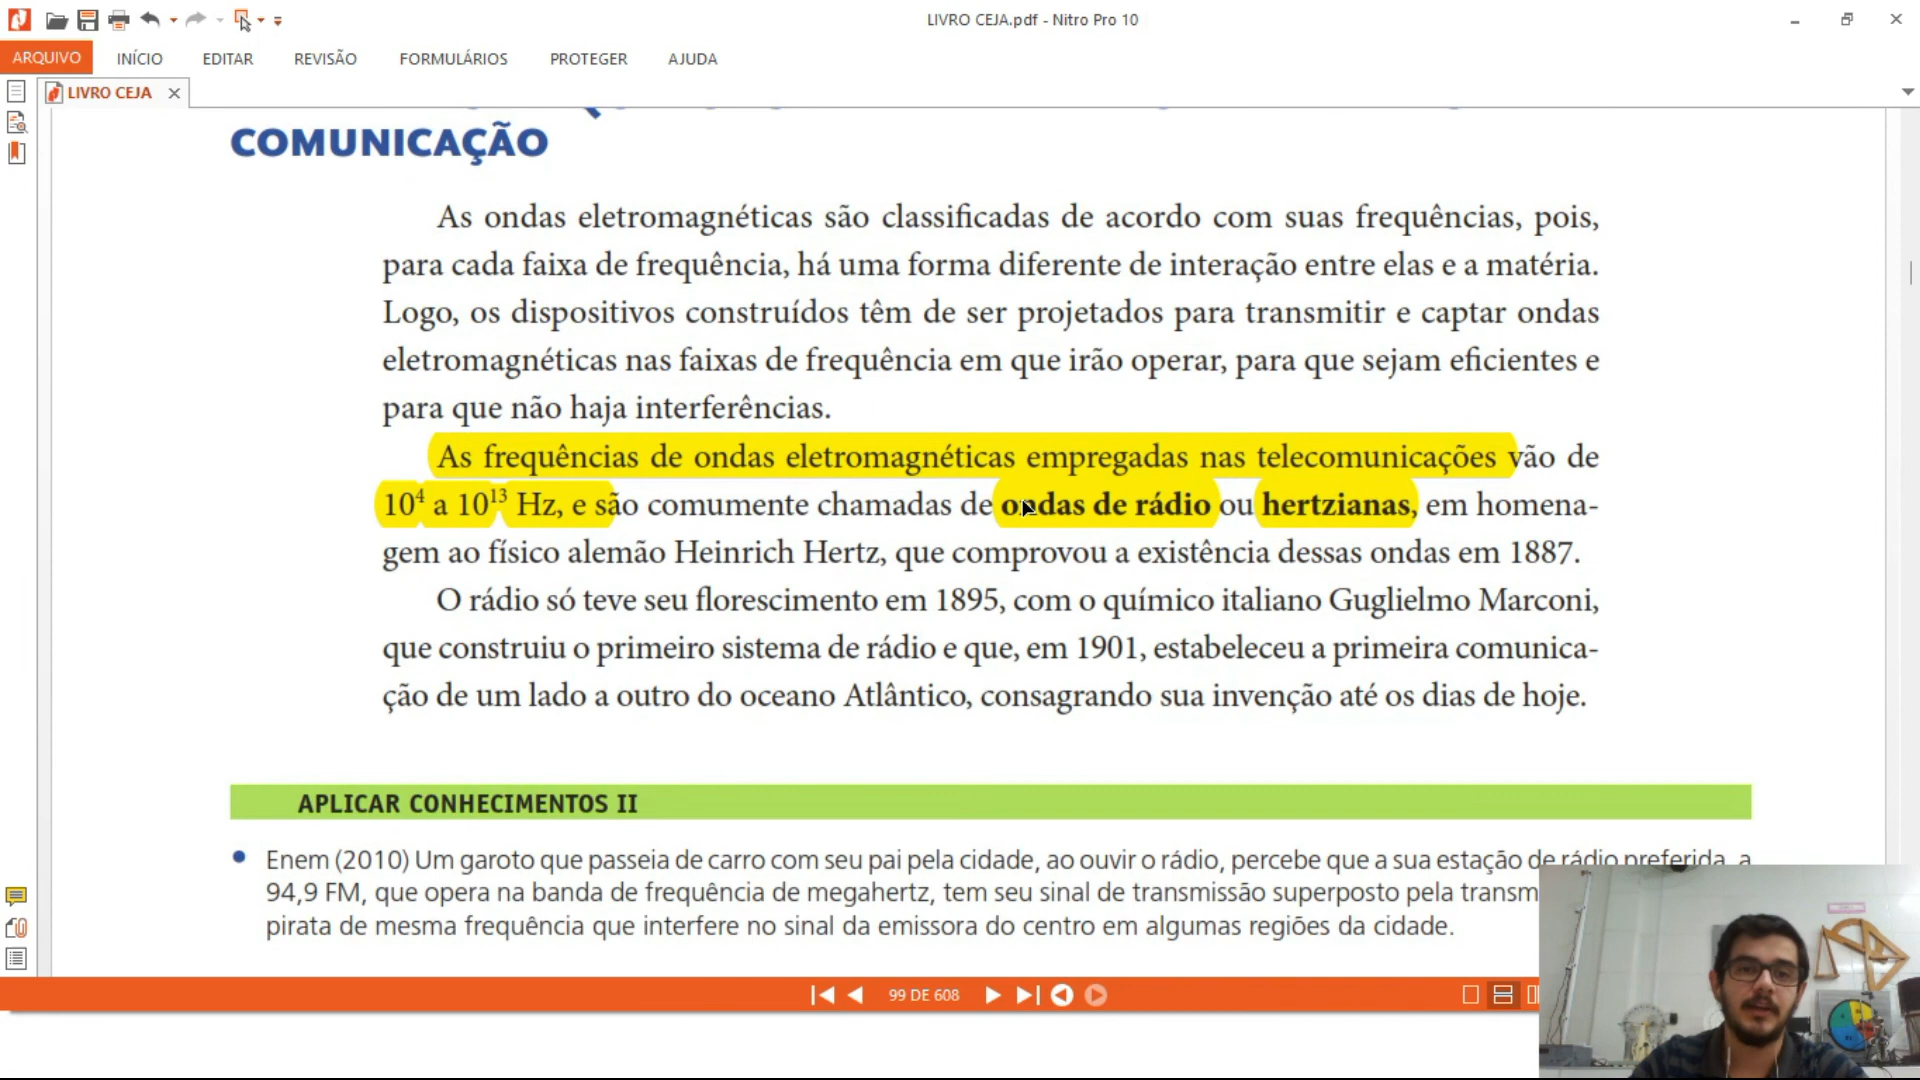 LIVRO CEJA.pdf - Nitro Pro 10
ARQUIVO INÍCIO EDITAR REVISÃO FORMULÁRIOS PROTEGER AJUDA
LIVRO CEJA
COMUNICAÇÃO
As ondas eletromagnéticas são classificadas de acordo com suas frequências, pois,
para cada faixa de frequência, há uma forma diferente de interação entre elas e a matéria.
Logo, os dispositivos construídos têm de ser projetados para transmitir e captar ondas
eletromagnéticas nas faixas de frequência em que irão operar, para que sejam eficientes e
para que não haja interferências.
As frequências de ondas eletromagnéticas empregadas nas telecomunicações vão de
10⁴ a 10¹³ Hz, e são comumente chamadas de ondas de rádio ou hertzianas, em homena-
gem ao físico alemão Heinrich Hertz, que comprovou a existência dessas ondas em 1887.
O rádio só teve seu florescimento em 1895, com o químico italiano Guglielmo Marconi,
que construiu o primeiro sistema de rádio e que, em 1901, estabeleceu a primeira comunica-
ção de um lado a outro do oceano Atlântico, consagrando sua invenção até os dias de hoje.
APLICAR CONHECIMENTOS II
• Enem (2010) Um garoto que passeia de carro com seu pai pela cidade, ao ouvir o rádio, percebe que a sua estação de rádio preferida, a
94,9 FM, que opera na banda de frequência de megahertz, tem seu sinal de transmissão superposto pela transm
pirata de mesma frequência que interfere no sinal da emissora do centro em algumas regiões da cidade.
99 DE 608